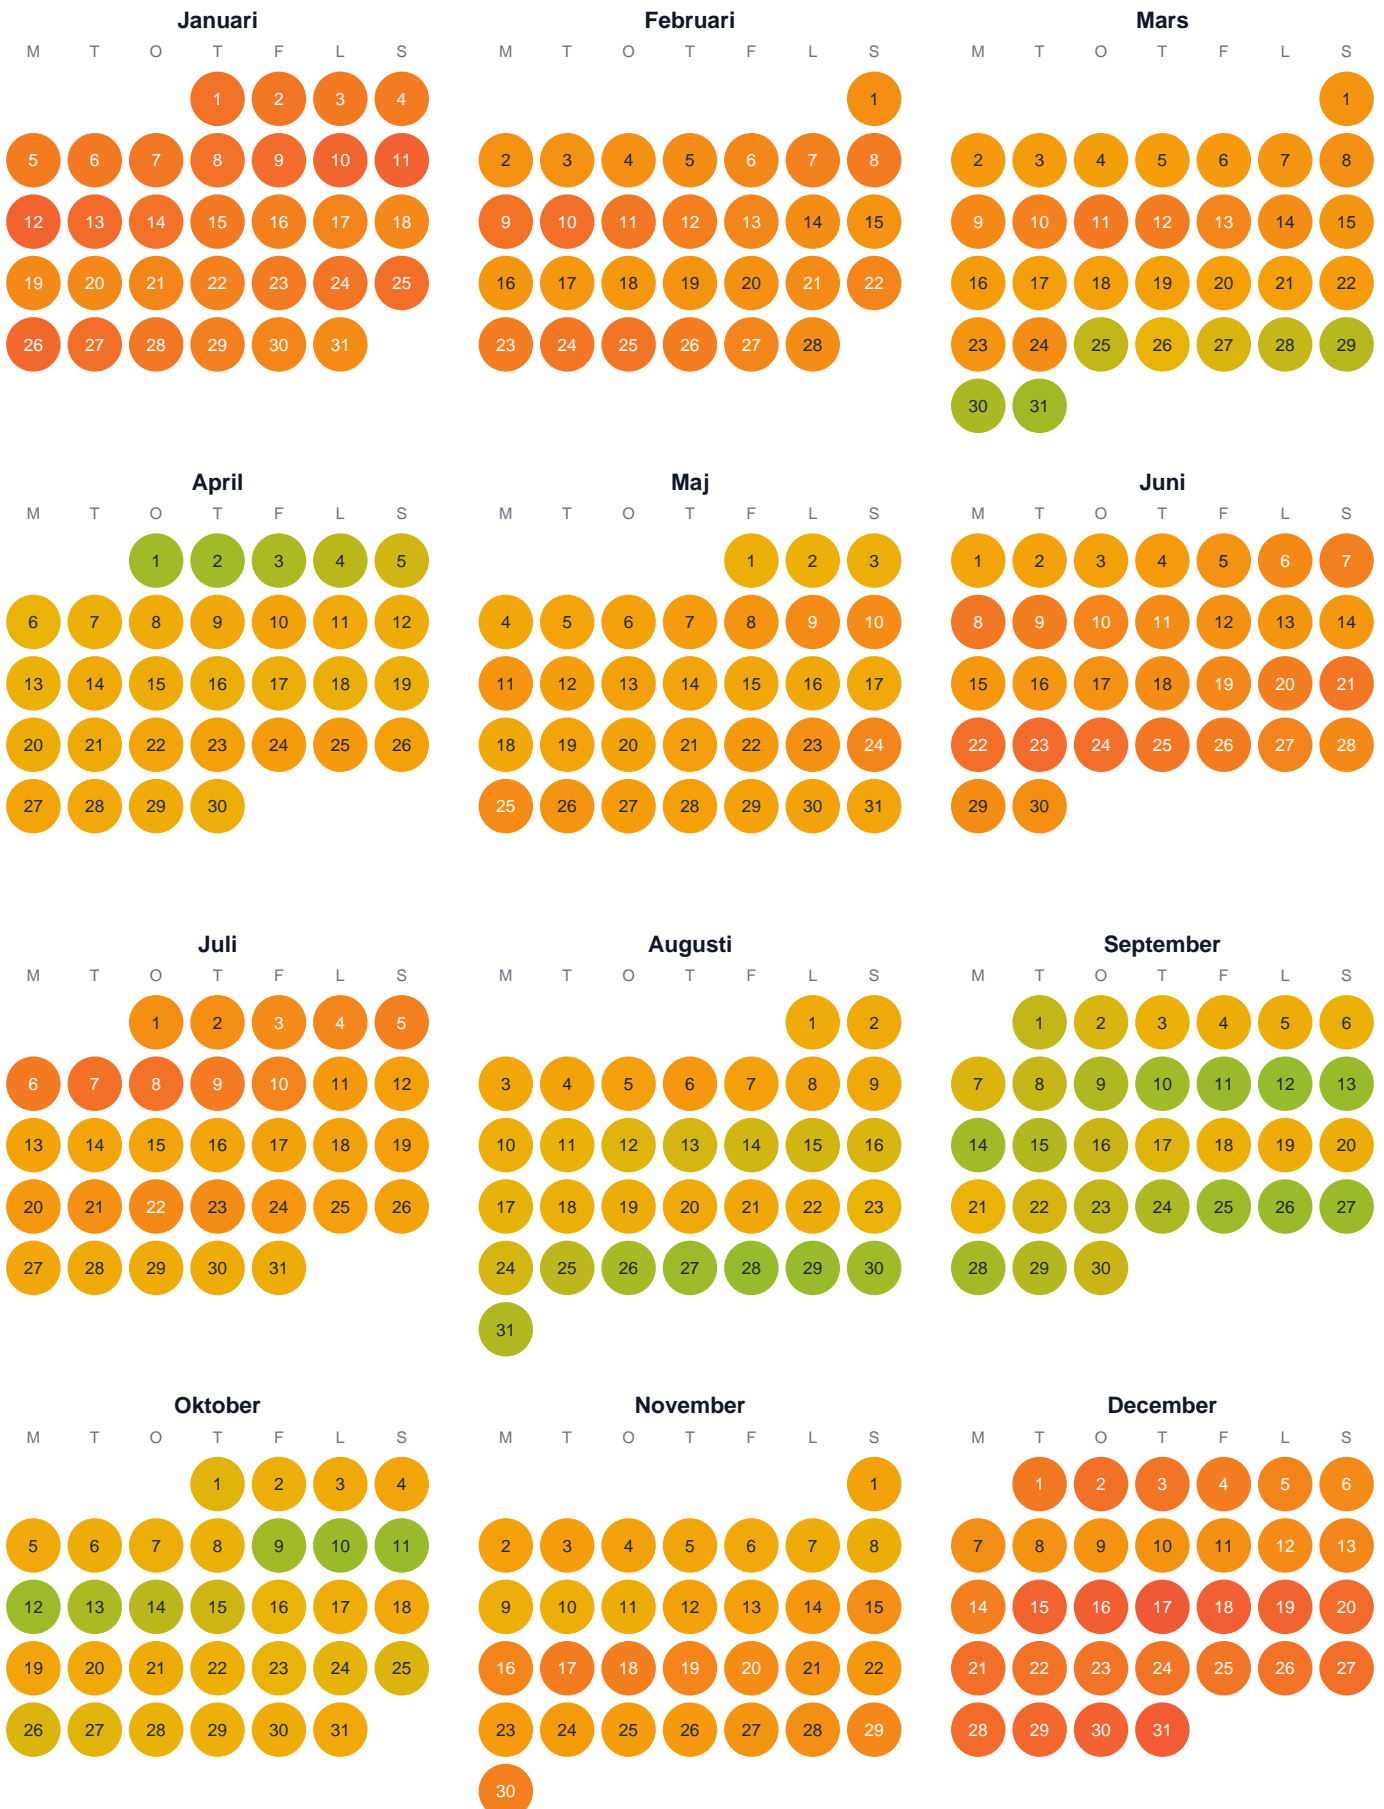 Januari
M T O T F L S
1 2 3 4
5 6 7 8 9 10 11
12 13 14 15 16 17 18
19 20 21 22 23 24 25
26 27 28 29 30 31
Februari
M T O T F L S
1
2 3 4 5 6 7 8
9 10 11 12 13 14 15
16 17 18 19 20 21 22
23 24 25 26 27 28
Mars
M T O T F L S
1
2 3 4 5 6 7 8
9 10 11 12 13 14 15
16 17 18 19 20 21 22
23 24 25 26 27 28 29
30 31
April
M T O T F L S
1 2 3 4 5
6 7 8 9 10 11 12
13 14 15 16 17 18 19
20 21 22 23 24 25 26
27 28 29 30
Maj
M T O T F L S
1 2 3
4 5 6 7 8 9 10
11 12 13 14 15 16 17
18 19 20 21 22 23 24
25 26 27 28 29 30 31
Juni
M T O T F L S
1 2 3 4 5 6 7
8 9 10 11 12 13 14
15 16 17 18 19 20 21
22 23 24 25 26 27 28
29 30
Juli
M T O T F L S
1 2 3 4 5
6 7 8 9 10 11 12
13 14 15 16 17 18 19
20 21 22 23 24 25 26
27 28 29 30 31
Augusti
M T O T F L S
1 2
3 4 5 6 7 8 9
10 11 12 13 14 15 16
17 18 19 20 21 22 23
24 25 26 27 28 29 30
31
September
M T O T F L S
1 2 3 4 5 6
7 8 9 10 11 12 13
14 15 16 17 18 19 20
21 22 23 24 25 26 27
28 29 30
Oktober
M T O T F L S
1 2 3 4
5 6 7 8 9 10 11
12 13 14 15 16 17 18
19 20 21 22 23 24 25
26 27 28 29 30 31
November
M T O T F L S
1
2 3 4 5 6 7 8
9 10 11 12 13 14 15
16 17 18 19 20 21 22
23 24 25 26 27 28 29
30
December
M T O T F L S
1 2 3 4 5 6
7 8 9 10 11 12 13
14 15 16 17 18 19 20
21 22 23 24 25 26 27
28 29 30 31